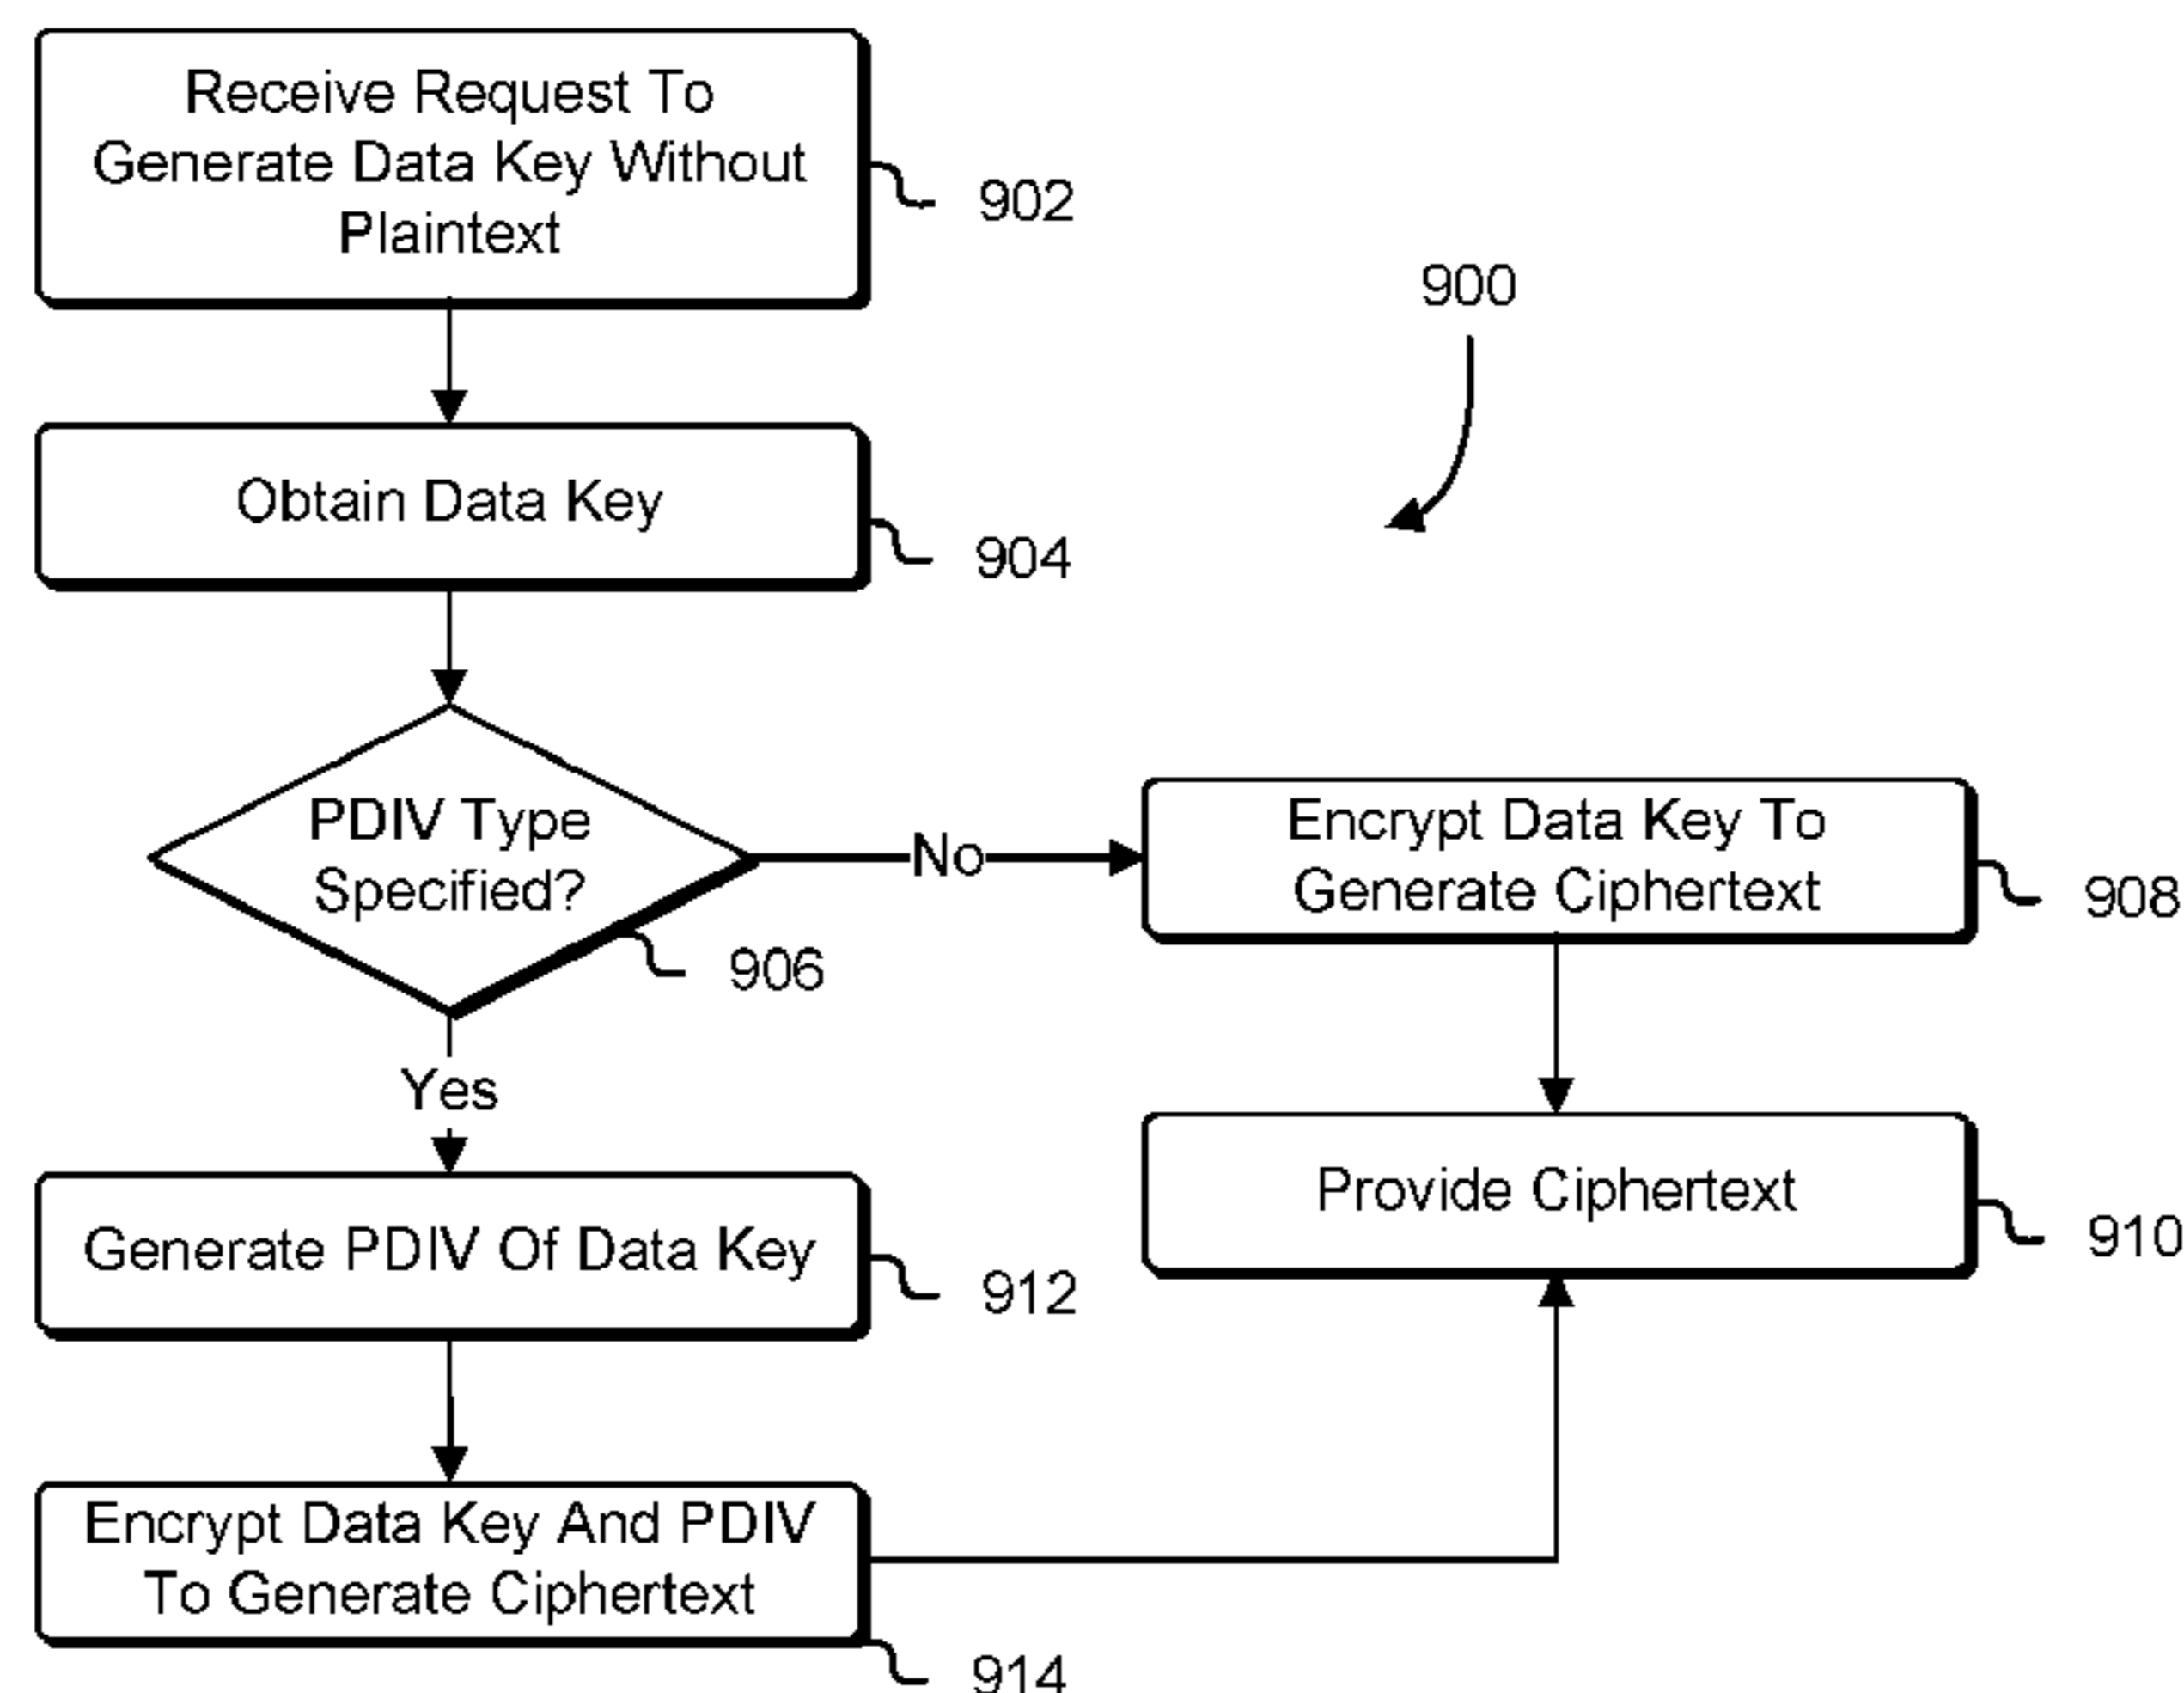 Receive Request To
Generate Data Key Without
Plaintext
902
900
Obtain Data Key
904
PDIV Type
Specified?
906
No
Encrypt Data Key To
Generate Ciphertext
908
Yes
Provide Ciphertext
910
Generate PDIV Of Data Key
912
Encrypt Data Key And PDIV
To Generate Ciphertext
914